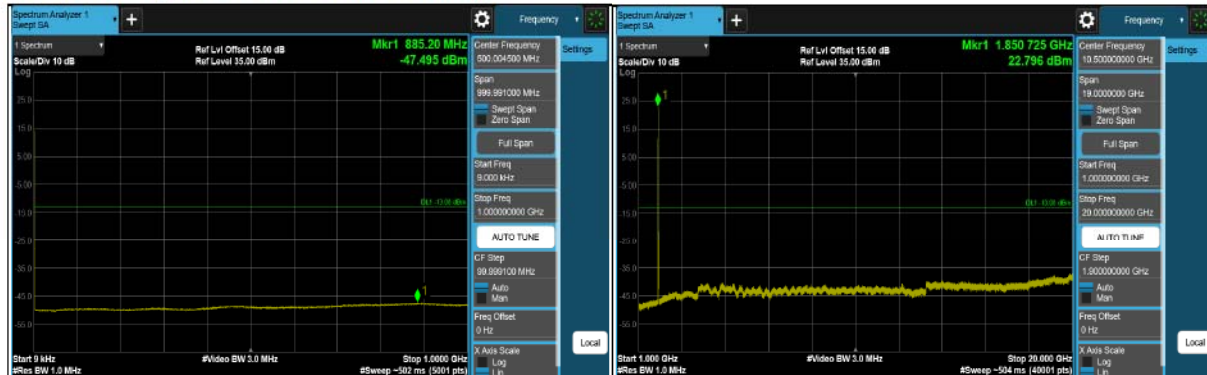 Spectrum Analyzer 1
Swept SA
+
Frequency
Settings
1 Spectrum
Scale/Div 10 dB
Log
Ref Lvl Offset 15.00 dB
Ref Level 35.00 dBm
Mkr1 885.20 MHz
-47.495 dBm
1
25.0
15.0
5.00
-5.00
-15.0
-25.0
-35.0
-45.0
-55.0
DL1 -13.01 dBm
Start 9 kHz
#Res BW 1.0 MHz
#Video BW 3.0 MHz
Stop 1.0000 GHz
#Sweep ~502 ms (5001 pts)
Center Frequency
500.004500 MHz
Span
999.991000 MHz
Swept Span
Zero Span
Full Span
Start Freq
9.000 kHz
Stop Freq
1.000000000 GHz
AUTO TUNE
CF Step
99.999100 MHz
Auto
Man
Freq Offset
0 Hz
X Axis Scale
Log
Lin
Local
Spectrum Analyzer 1
Swept SA
+
Frequency
Settings
1 Spectrum
Scale/Div 10 dB
Log
Ref Lvl Offset 15.00 dB
Ref Level 35.00 dBm
Mkr1 1.850 725 GHz
22.796 dBm
1
25.0
15.0
5.00
-5.00
-15.0
-25.0
-35.0
-45.0
-55.0
DL1 -13.01 dBm
Start 1.000 GHz
#Res BW 1.0 MHz
#Video BW 3.0 MHz
Stop 20.000 GHz
#Sweep ~504 ms (40001 pts)
Center Frequency
10.500000000 GHz
Span
19.0000000 GHz
Swept Span
Zero Span
Full Span
Start Freq
1.000000000 GHz
Stop Freq
20.000000000 GHz
AUTO TUNE
CF Step
1.900000000 GHz
Auto
Man
Freq Offset
0 Hz
X Axis Scale
Log
Lin
Local